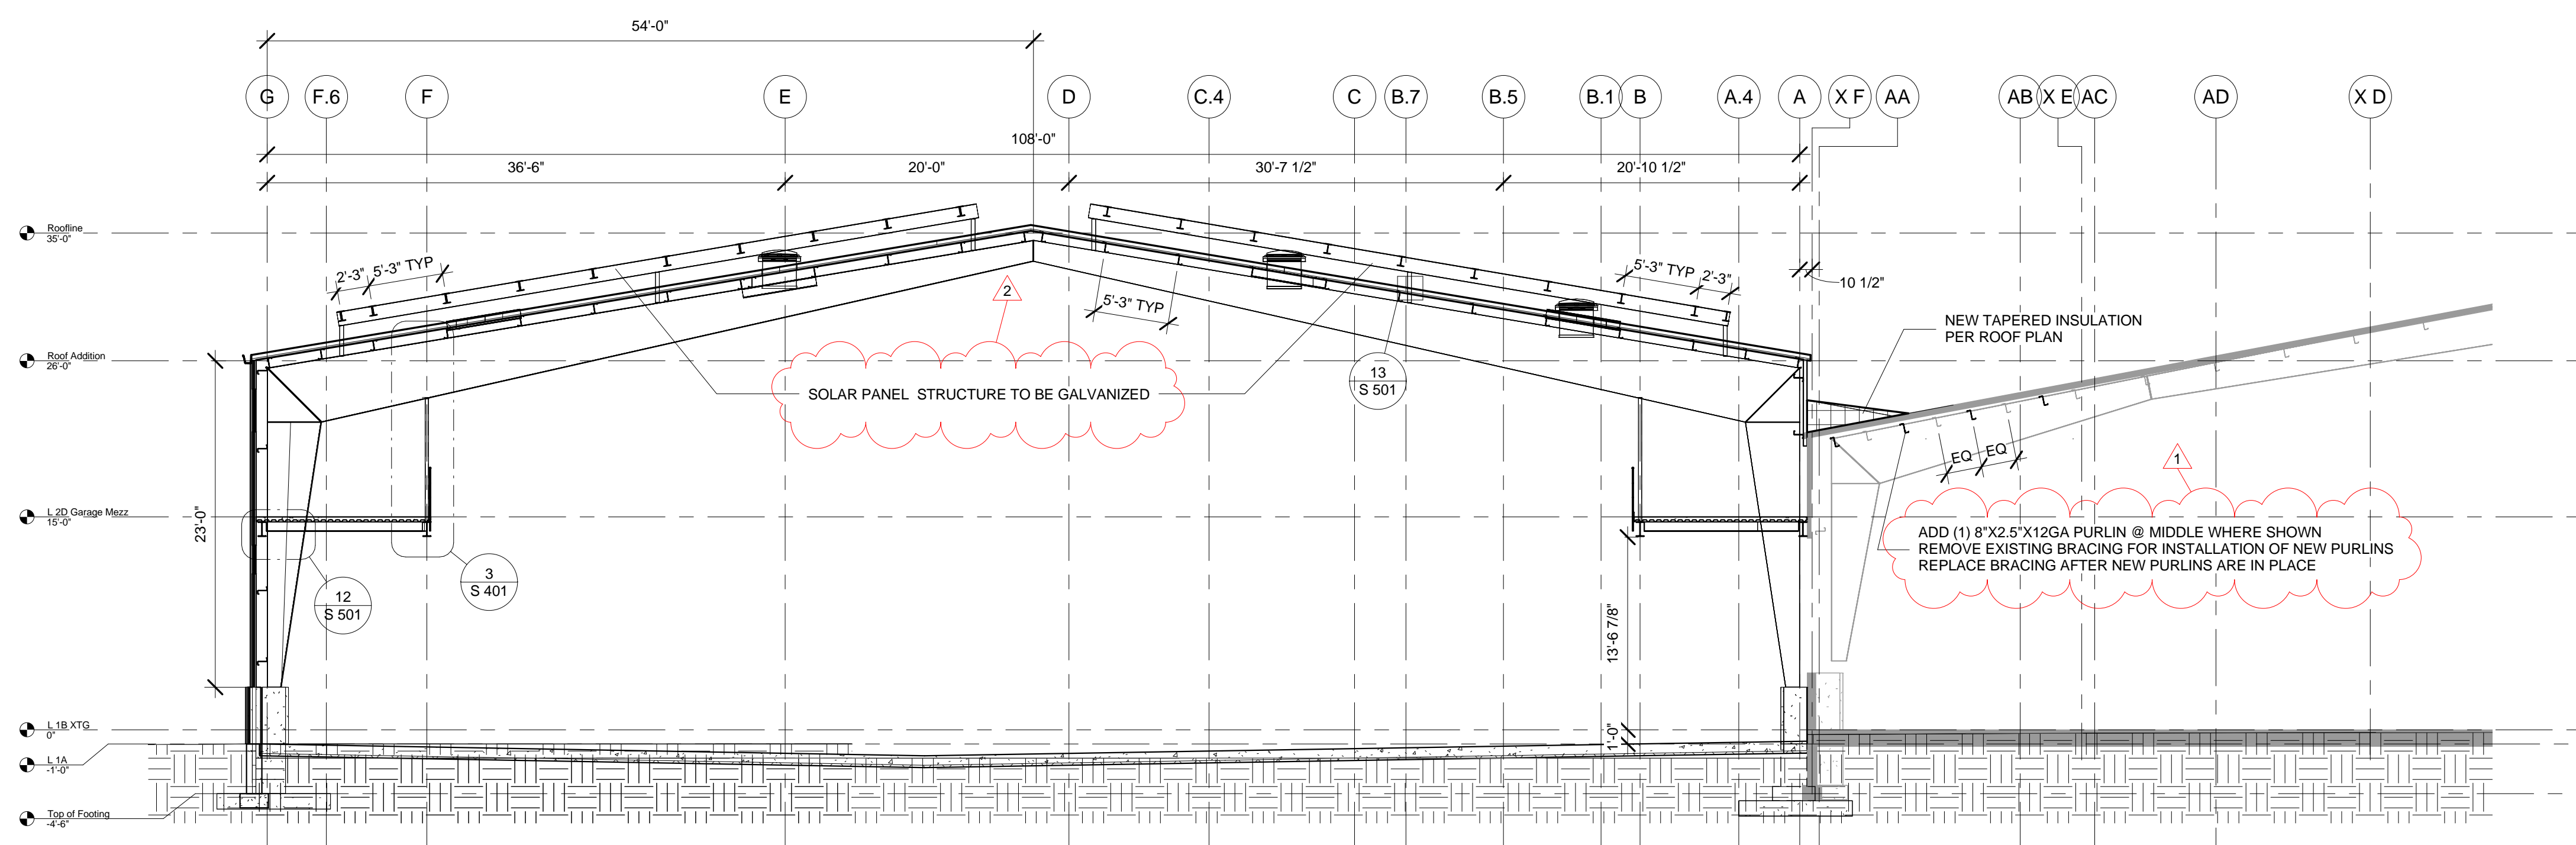 54'-0"
G
F.6
F
E
D
C.4
C
B.7
B.5
B.1
B
A.4
A
X F
AA
AB
X E
AC
AD
X D
108'-0"
36'-6"
20'-0"
30'-7 1/2"
20'-10 1/2"
Roofline
35'-0"
2'-3"
5'-3" TYP
5'-3" TYP
2'-3"
10 1/2"
2
5'-3" TYP
NEW TAPERED INSULATION
PER ROOF PLAN
Roof Addition
26'-0"
SOLAR PANEL STRUCTURE TO BE GALVANIZED
13
S 501
EQ
EQ
1
23'-0"
L 2D Garage Mezz
15'-0"
ADD (1) 8"X2.5"X12GA PURLIN @ MIDDLE WHERE SHOWN
REMOVE EXISTING BRACING FOR INSTALLATION OF NEW PURLINS
REPLACE BRACING AFTER NEW PURLINS ARE IN PLACE
3
S 401
12
S 501
13'-6 7/8"
L 1B XTG
0"
1'-0"
L 1A
-1'-0"
Top of Footing
-4'-6"